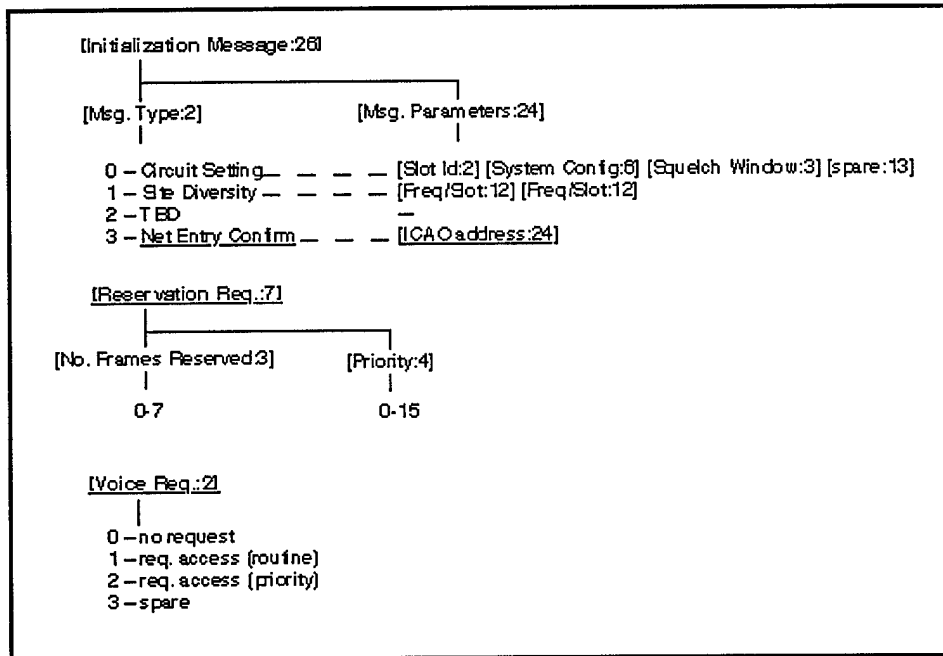 [Initialization Message:26]
[Msg. Type:2] [Msg. Parameters:24]
0 – Circuit Setting — — — — [Slot Id:2] [System Config:6] [Squelch Window:3] [spare:13]
1 – Site Diversity — — — — [Freq/Slot:12] [Freq/Slot:12]
2 – TBD —
3 – Net Entry Confirm — — — [ICAO address:24]
[Reservation Req.:7]
[No. Frames Reserved:3] [Priority:4]
0-7 0-15
[Voice Req.:2]
0 – no request
1 – req. access (routine)
2 – req. access (priority)
3 – spare